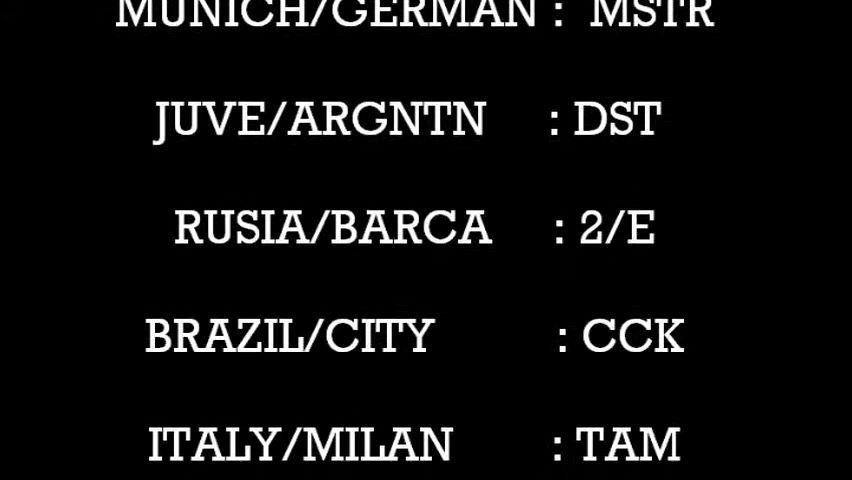 MUNICH/GERMAN : MSTR
JUVE/ARGNTN : DST
RUSIA/BARCA : 2/E
BRAZIL/CITY : CCK
ITALY/MILAN : TAM